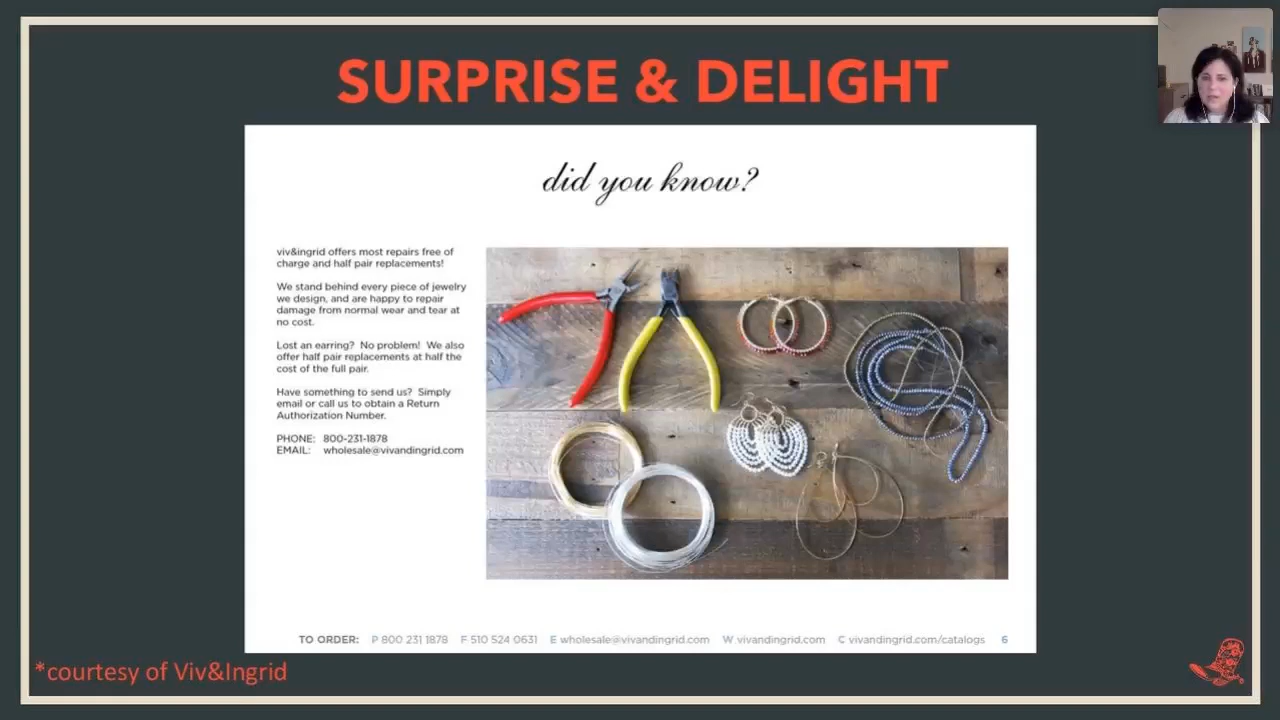 SURPRISE & DELIGHT
did you know?
viv&ingrid offers most repairs free of
charge and half pair replacements!
We stand behind every piece of jewelry
we design, and are happy to repair
damage from normal wear and tear at
no cost.
Lost an earring? No problem! We also
offer half pair replacements at half the
cost of the full pair.
Have something to send us? Simply
email or call us to obtain a Return
Authorization Number.
PHONE: 800-231-1878
EMAIL: wholesale@vivandingrid.com
TO ORDER: P 800 231 1878 F 510 524 0631 E wholesale@vivandingrid.com W vivandingrid.com C vivandingrid.com/catalogs 6
*courtesy of Viv&Ingrid